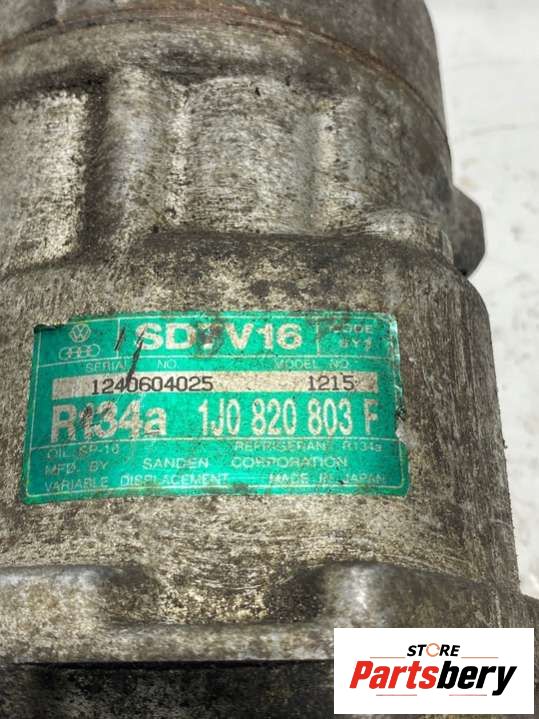 SD7V16
CODE
SERIAL NO.
MODEL NO.
1240604025
1215
R134a
1J0 820 803 F
OIL SP-10
REFRIGERANT R134a
MFD. BY SANDEN CORPORATION
VARIABLE DISPLACEMENT
MADE IN JAPAN
STORE
Partsbery